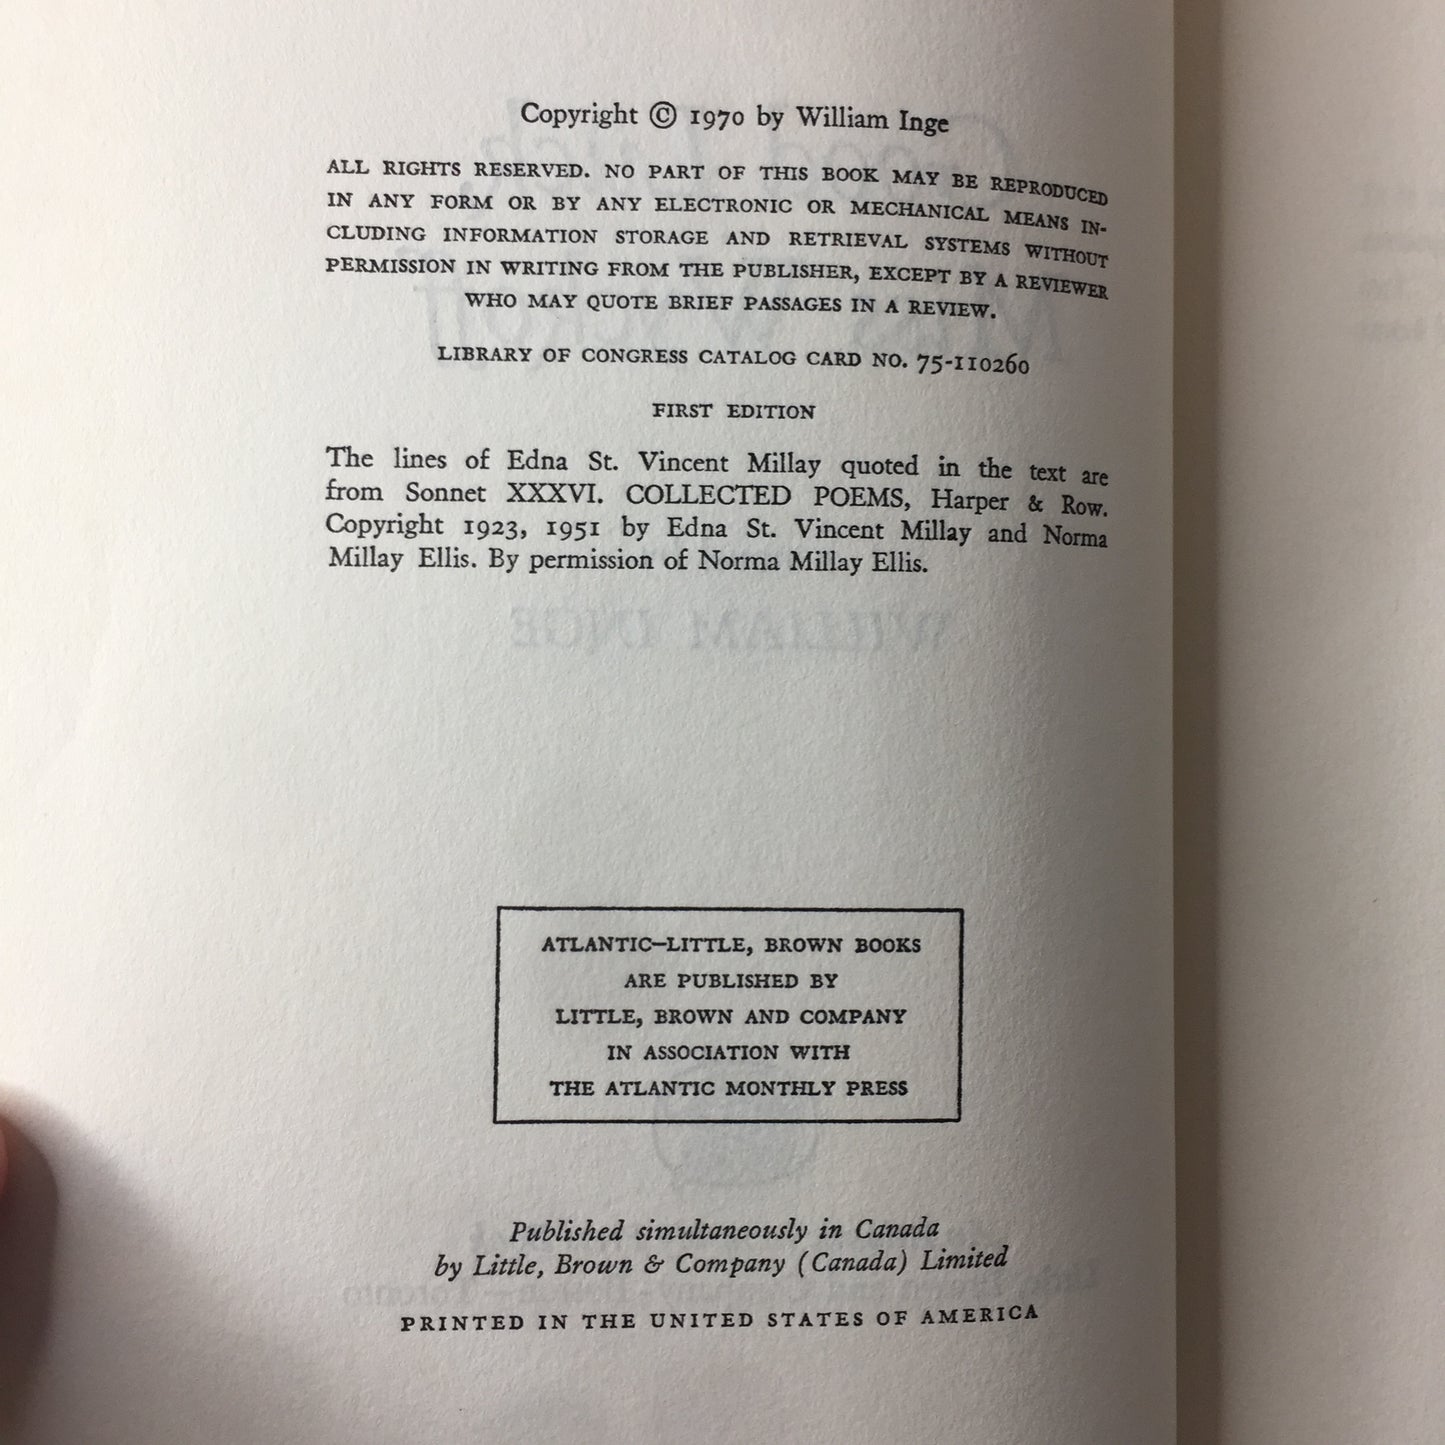 Copyright © 1970 by William Inge
ALL RIGHTS RESERVED. NO PART OF THIS BOOK MAY BE REPRODUCED
IN ANY FORM OR BY ANY ELECTRONIC OR MECHANICAL MEANS IN-
CLUDING INFORMATION STORAGE AND RETRIEVAL SYSTEMS WITHOUT
PERMISSION IN WRITING FROM THE PUBLISHER, EXCEPT BY A REVIEWER
WHO MAY QUOTE BRIEF PASSAGES IN A REVIEW.
LIBRARY OF CONGRESS CATALOG CARD NO. 75-110260
FIRST EDITION
The lines of Edna St. Vincent Millay quoted in the text are
from Sonnet XXXVI. COLLECTED POEMS, Harper & Row.
Copyright 1923, 1951 by Edna St. Vincent Millay and Norma
Millay Ellis. By permission of Norma Millay Ellis.
WILLIAM INGE
ATLANTIC–LITTLE, BROWN BOOKS
ARE PUBLISHED BY
LITTLE, BROWN AND COMPANY
IN ASSOCIATION WITH
THE ATLANTIC MONTHLY PRESS
Published simultaneously in Canada
by Little, Brown & Company (Canada) Limited
PRINTED IN THE UNITED STATES OF AMERICA